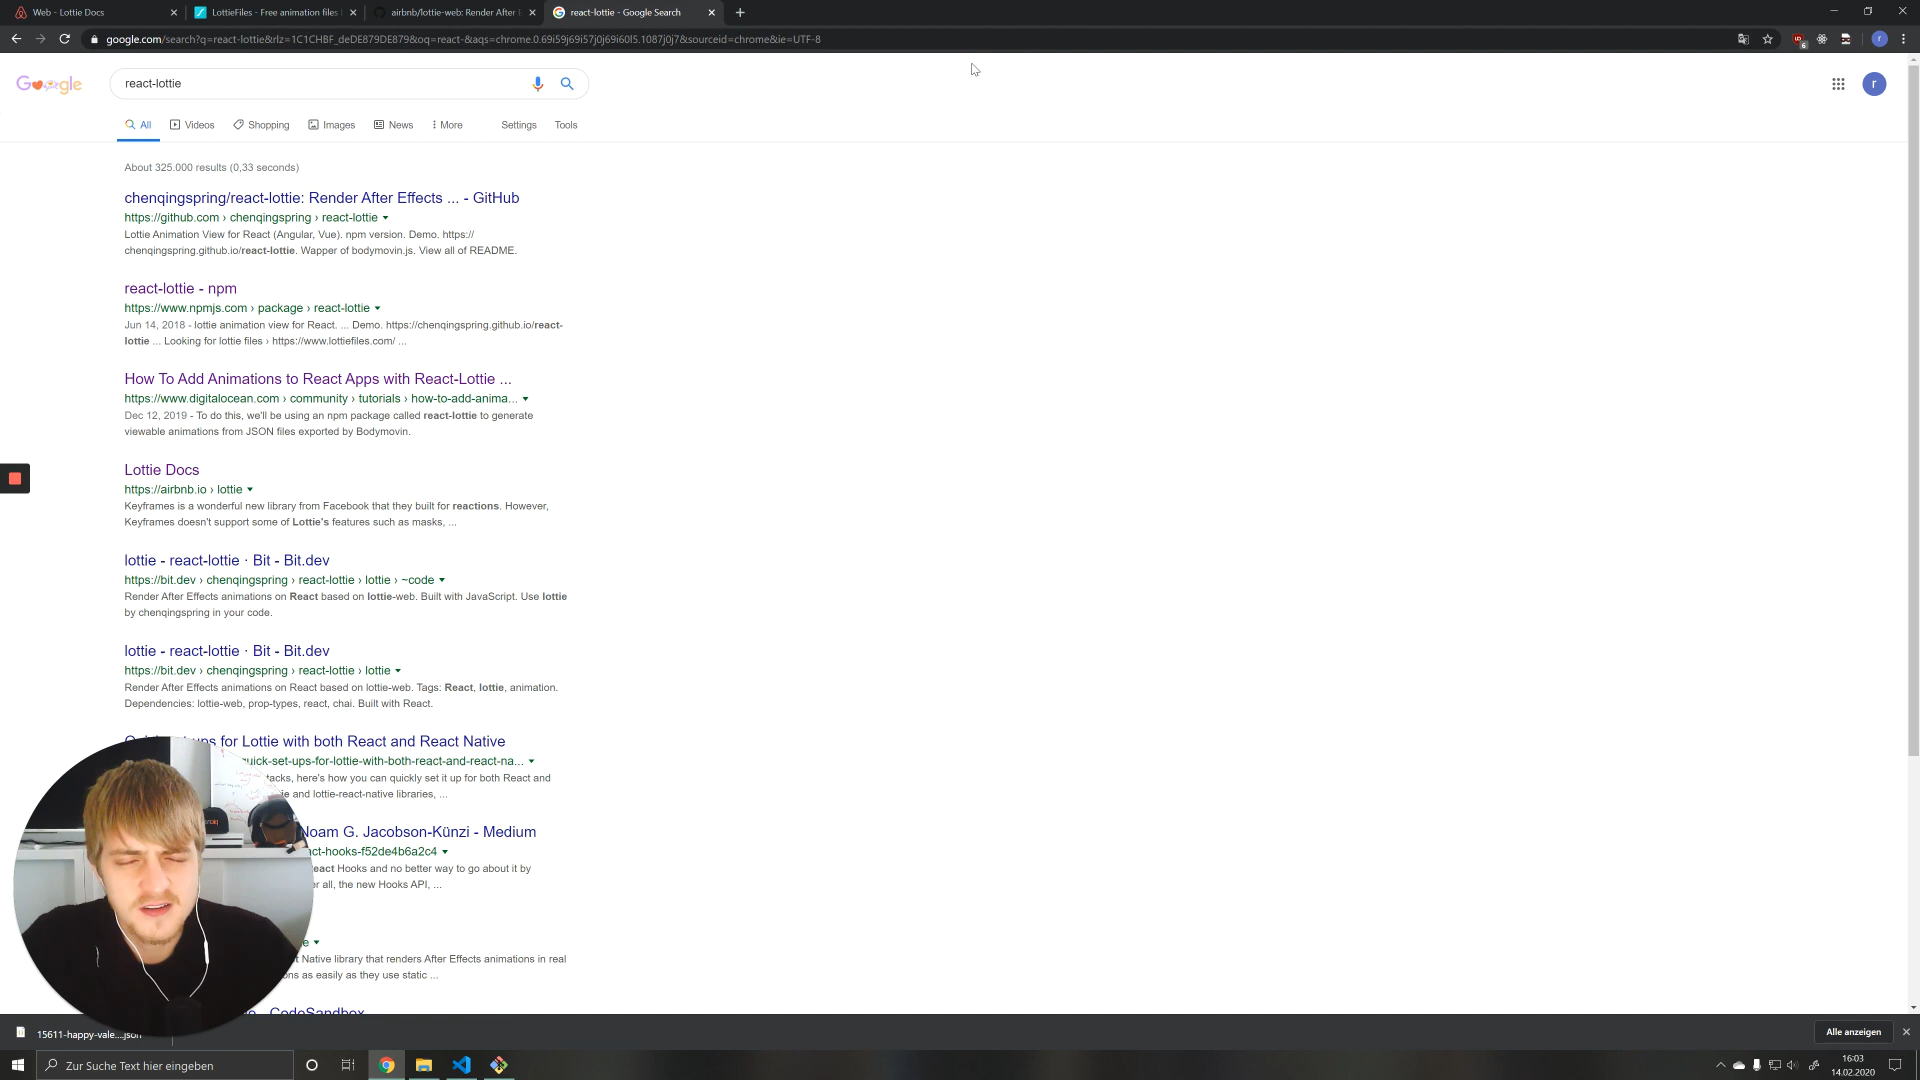 Web - Lottie Docs
LottieFiles - Free animation files
airbnb/lottie-web: Render After
react-lottie - Google Search
google.com/search?q=react-lottie&rlz=1C1CHBF_deDE879DE879&oq=react-&aqs=chrome.0.69i59j69i57j0j69i60l5.1087j0j7&sourceid=chrome&ie=UTF-8
6
r
Google
react-lottie
r
All
Videos
Shopping
Images
News
More
Settings
Tools
About 325.000 results (0,33 seconds)
chenqingspring/react-lottie: Render After Effects ... - GitHub
https://github.com › chenqingspring › react-lottie
Lottie Animation View for React (Angular, Vue). npm version. Demo. https://
chenqingspring.github.io/react-lottie. Wapper of bodymovin.js. View all of README.
react-lottie - npm
https://www.npmjs.com › package › react-lottie
Jun 14, 2018 - lottie animation view for React. ... Demo. https://chenqingspring.github.io/react-
lottie ... Looking for lottie files › https://www.lottiefiles.com/ ...
How To Add Animations to React Apps with React-Lottie ...
https://www.digitalocean.com › community › tutorials › how-to-add-anima...
Dec 12, 2019 - To do this, we'll be using an npm package called react-lottie to generate
viewable animations from JSON files exported by Bodymovin.
Lottie Docs
https://airbnb.io › lottie
Keyframes is a wonderful new library from Facebook that they built for reactions. However,
Keyframes doesn't support some of Lottie's features such as masks, ...
lottie - react-lottie · Bit - Bit.dev
https://bit.dev › chenqingspring › react-lottie › lottie › ~code
Render After Effects animations on React based on lottie-web. Built with JavaScript. Use lottie
by chenqingspring in your code.
lottie - react-lottie · Bit - Bit.dev
https://bit.dev › chenqingspring › react-lottie › lottie
Render After Effects animations on React based on lottie-web. Tags: React, lottie, animation.
Dependencies: lottie-web, prop-types, react, chai. Built with React.
for Lottie with both React and React Native
uick-set-ups-for-lottie-with-both-react-and-react-na...
tacks, here's how you can quickly set it up for both React and
and lottie-react-native libraries, ...
Noam G. Jacobson-Künzi - Medium
act-hooks-f52de4b6a2c4
React Hooks and no better way to go about it by
all, the new Hooks API, ...
Native library that renders After Effects animations in real
as easily as they use static ...
- CodeSandbox
15611-happy-vale....json
Alle anzeigen
Zur Suche Text hier eingeben
16:03
14.02.2020